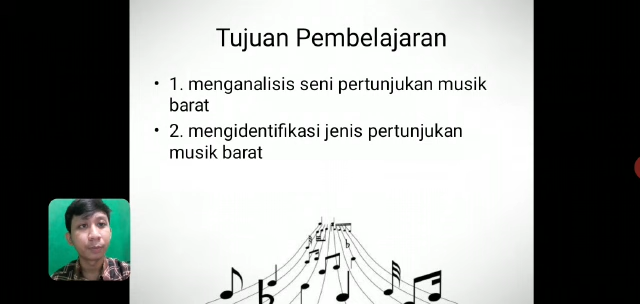 Tujuan Pembelajaran
• 1. menganalisis seni pertunjukan musik
barat
• 2. mengidentifikasi jenis pertunjukan
musik barat